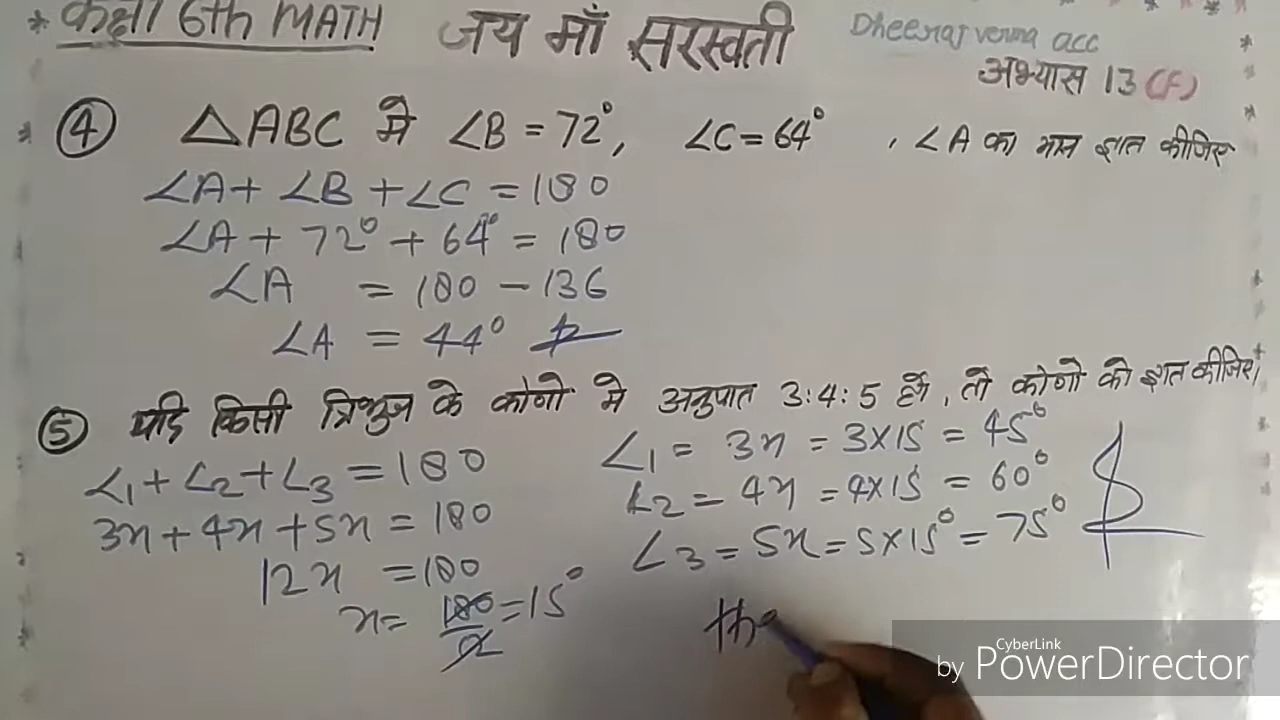 * कक्षा 6th MATH जय माँ सरस्वती Dheeraj verma acc
अभ्यास 13 (F)
④ △ABC मे ∠B = 72°, ∠C = 64° , ∠A का मान ज्ञात कीजिए
∠A + ∠B + ∠C = 180
∠A + 72° + 64° = 180
∠A = 180 - 136
∠A = 44°
⑤ यदि किसी त्रिभुज के कोणो मे अनुपात 3:4:5 हो, तो कोणो को ज्ञात कीजिए।
∠1 + ∠2 + ∠3 = 180
3x + 4x + 5x = 180
12x = 180
x = 180/12 = 15°
∠1 = 3x = 3×15 = 45°
∠2 = 4x = 4×15 = 60°
∠3 = 5x = 5×15° = 75°
the
CyberLink
by PowerDirector